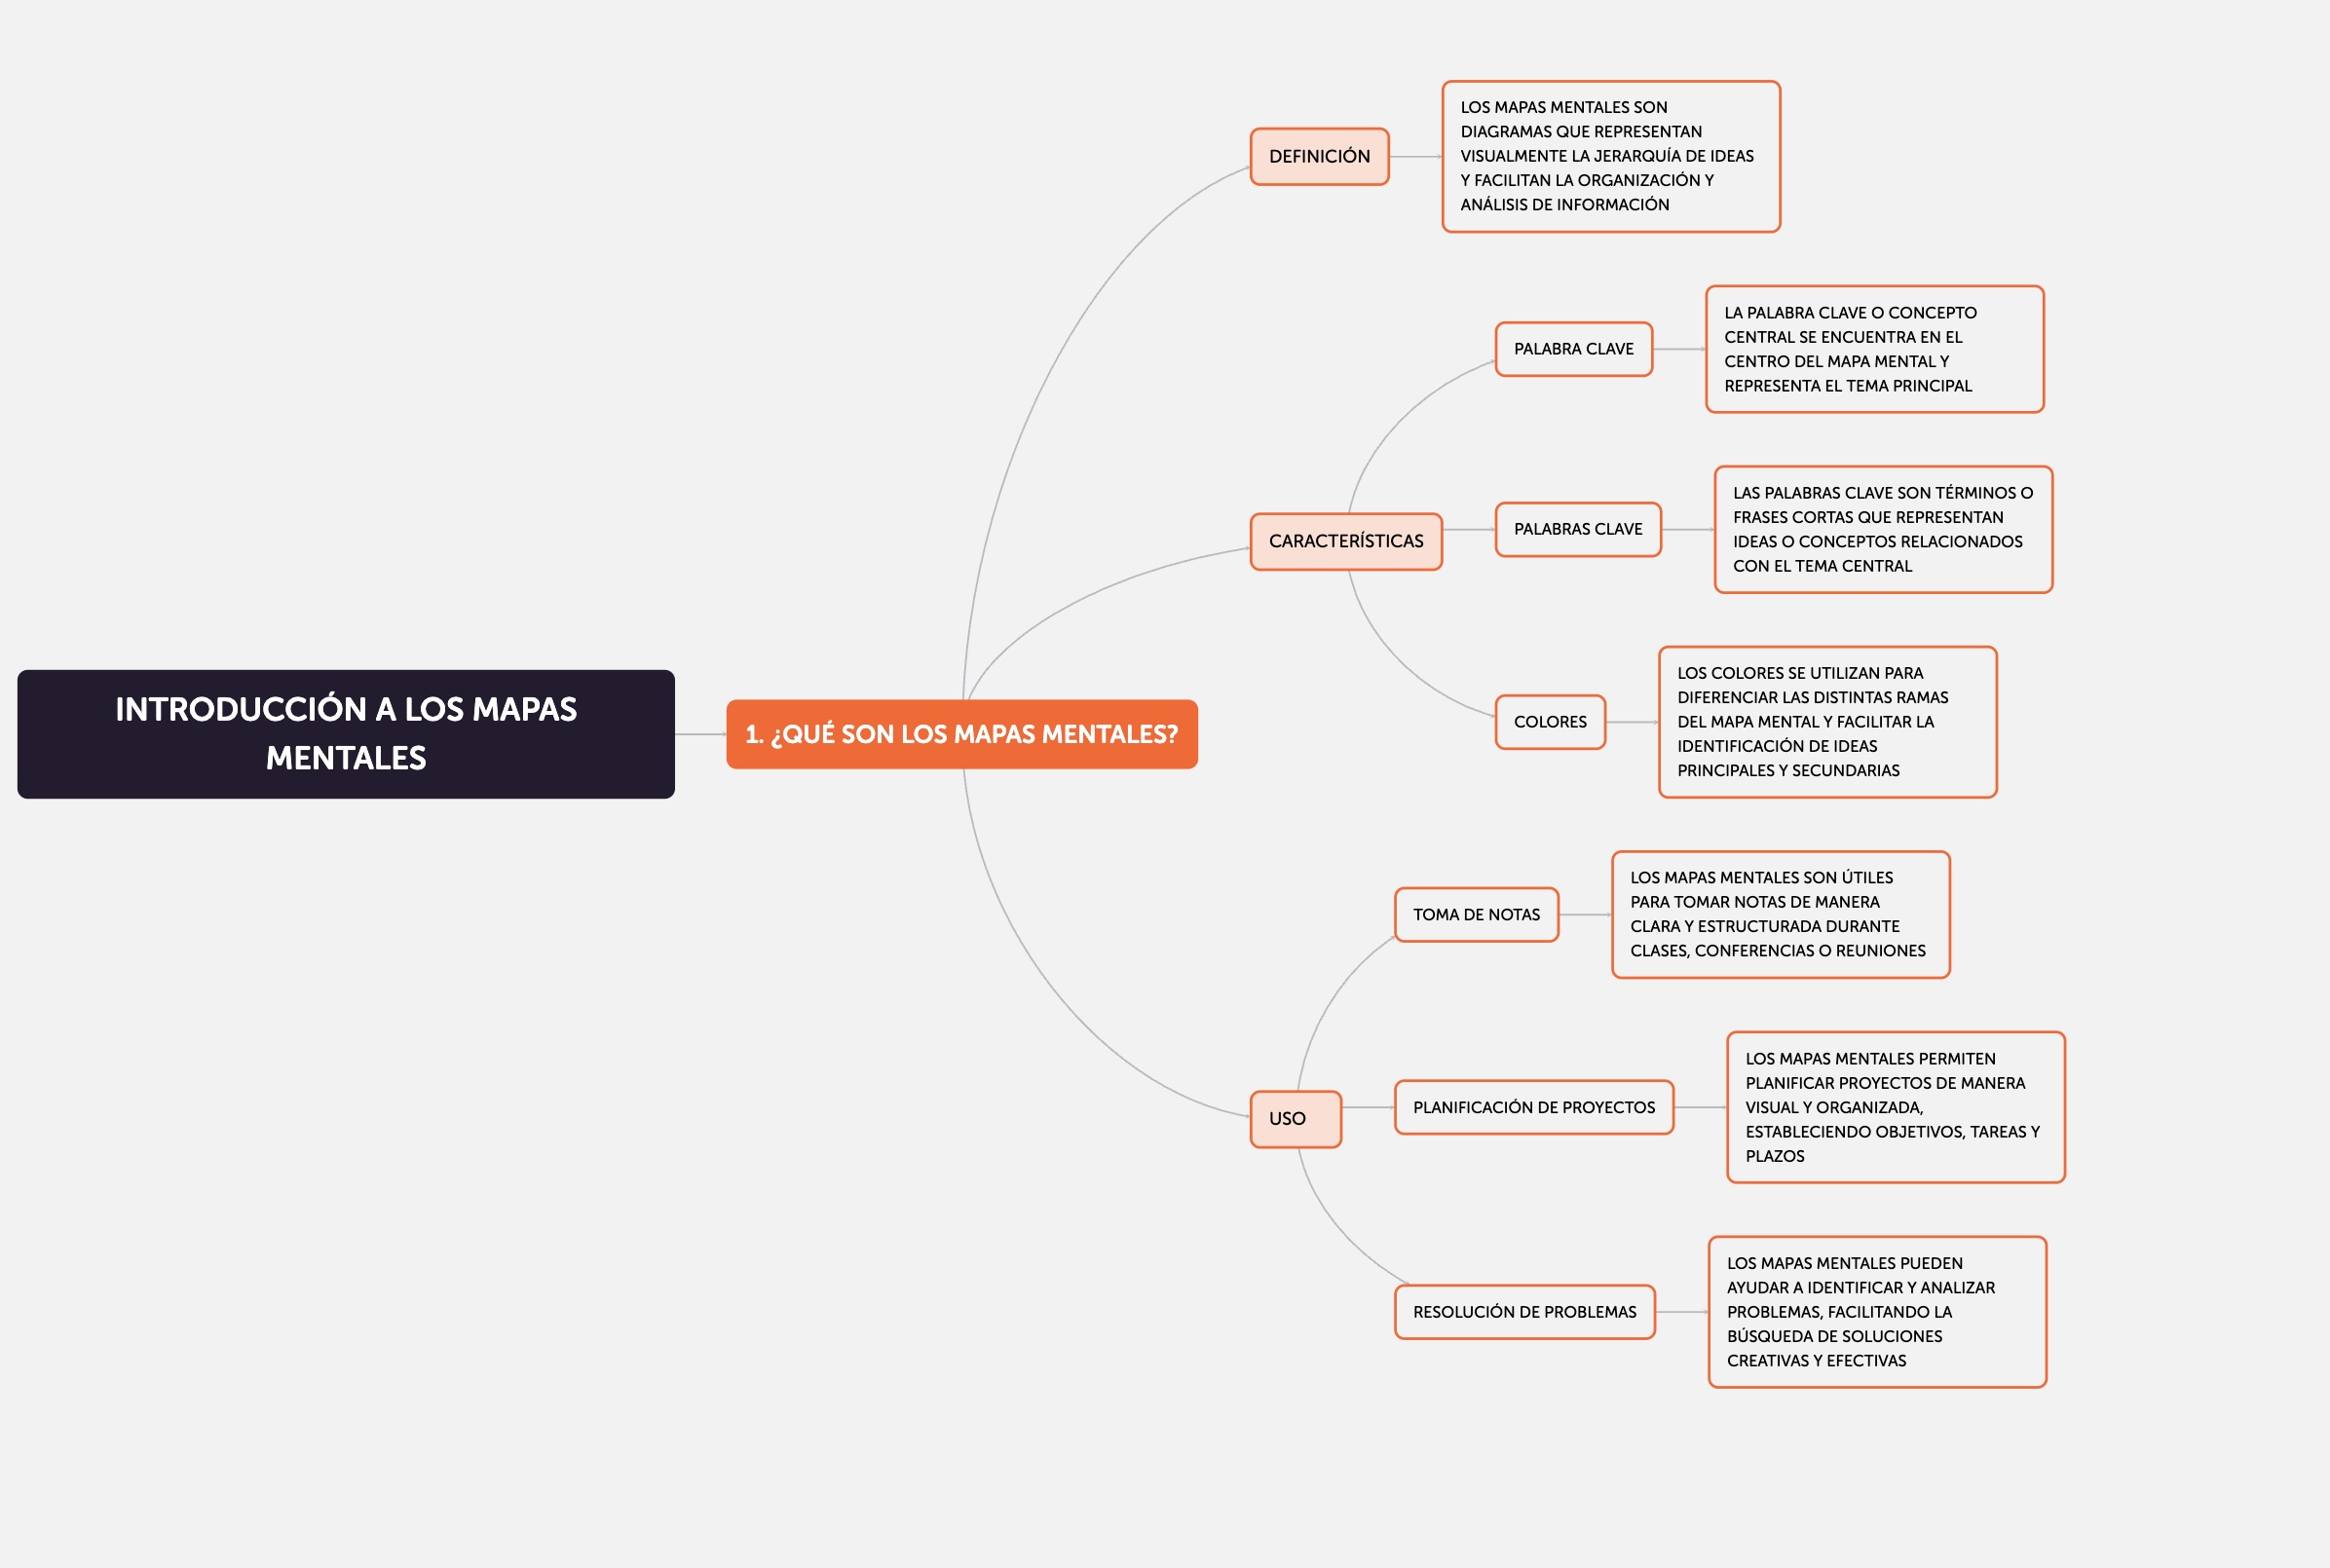 INTRODUCCIÓN A LOS MAPAS
MENTALES
1. ¿QUÉ SON LOS MAPAS MENTALES?
DEFINICIÓN
LOS MAPAS MENTALES SON
DIAGRAMAS QUE REPRESENTAN
VISUALMENTE LA JERARQUÍA DE IDEAS
Y FACILITAN LA ORGANIZACIÓN Y
ANÁLISIS DE INFORMACIÓN
CARACTERÍSTICAS
PALABRA CLAVE
LA PALABRA CLAVE O CONCEPTO
CENTRAL SE ENCUENTRA EN EL
CENTRO DEL MAPA MENTAL Y
REPRESENTA EL TEMA PRINCIPAL
PALABRAS CLAVE
LAS PALABRAS CLAVE SON TÉRMINOS O
FRASES CORTAS QUE REPRESENTAN
IDEAS O CONCEPTOS RELACIONADOS
CON EL TEMA CENTRAL
COLORES
LOS COLORES SE UTILIZAN PARA
DIFERENCIAR LAS DISTINTAS RAMAS
DEL MAPA MENTAL Y FACILITAR LA
IDENTIFICACIÓN DE IDEAS
PRINCIPALES Y SECUNDARIAS
USO
TOMA DE NOTAS
LOS MAPAS MENTALES SON ÚTILES
PARA TOMAR NOTAS DE MANERA
CLARA Y ESTRUCTURADA DURANTE
CLASES, CONFERENCIAS O REUNIONES
PLANIFICACIÓN DE PROYECTOS
LOS MAPAS MENTALES PERMITEN
PLANIFICAR PROYECTOS DE MANERA
VISUAL Y ORGANIZADA,
ESTABLECIENDO OBJETIVOS, TAREAS Y
PLAZOS
RESOLUCIÓN DE PROBLEMAS
LOS MAPAS MENTALES PUEDEN
AYUDAR A IDENTIFICAR Y ANALIZAR
PROBLEMAS, FACILITANDO LA
BÚSQUEDA DE SOLUCIONES
CREATIVAS Y EFECTIVAS